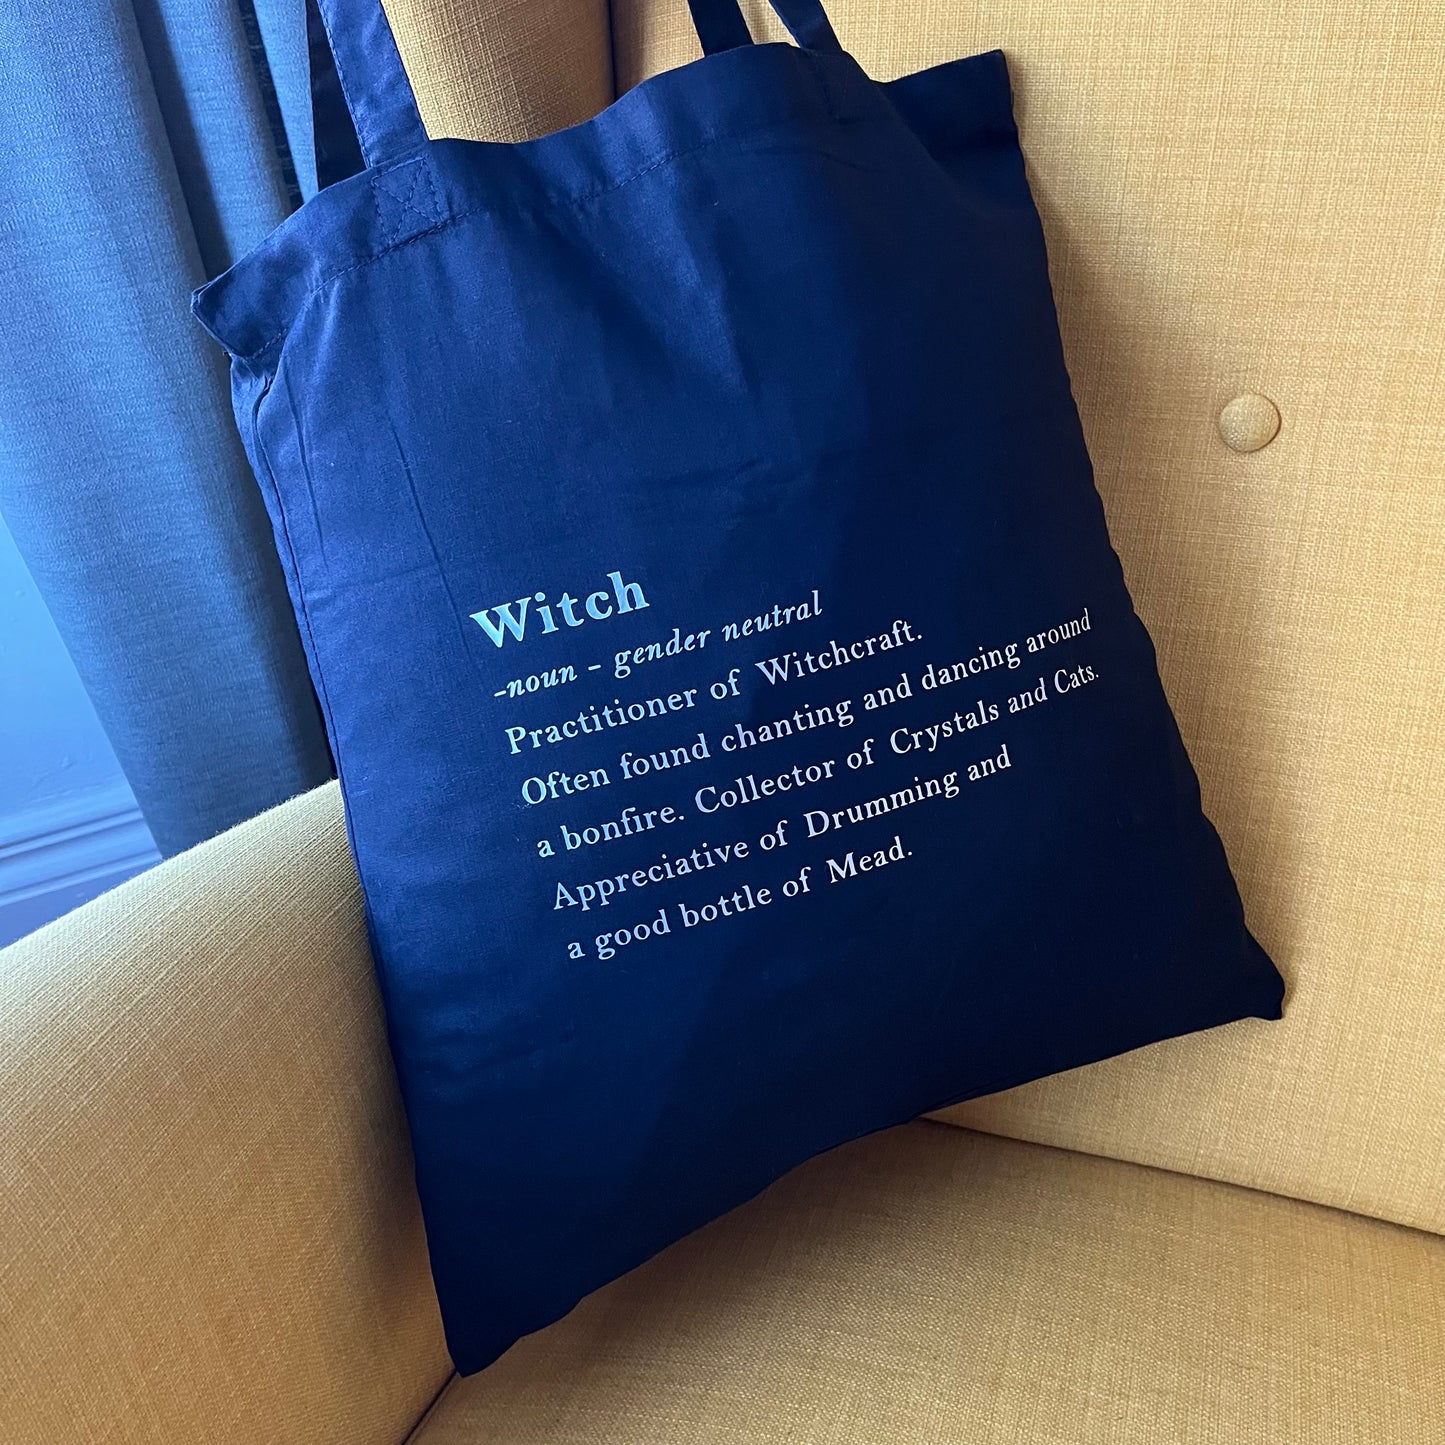 Witch
-noun - gender neutral
Practitioner of Witchcraft.
Often found chanting and dancing around
a bonfire. Collector of Crystals and Cats.
Appreciative of Drumming and
a good bottle of Mead.